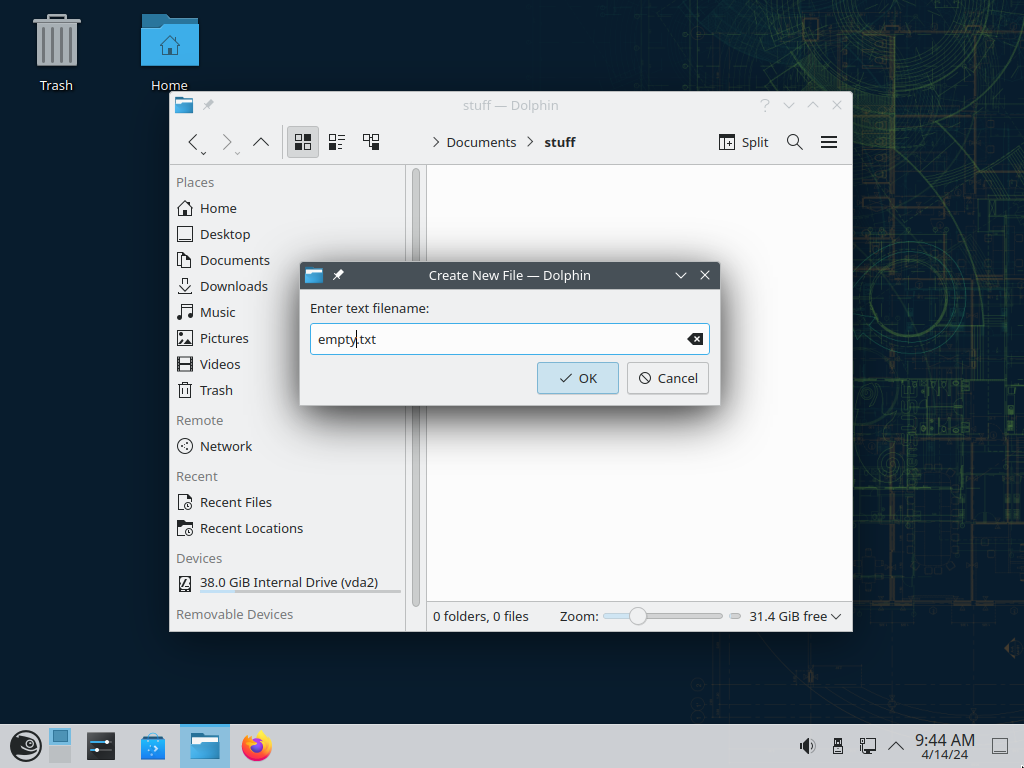 Trash
Home
stuff — Dolphin
Documents
stuff
Split
Places
Home
Desktop
Documents
Downloads
Music
Pictures
Videos
Trash
Remote
Network
Recent
Recent Files
Recent Locations
Devices
38.0 GiB Internal Drive (vda2)
Removable Devices
Create New File — Dolphin
Enter text filename:
empty.txt
OK
Cancel
0 folders, 0 files
Zoom:
31.4 GiB free
9:44 AM
4/14/24